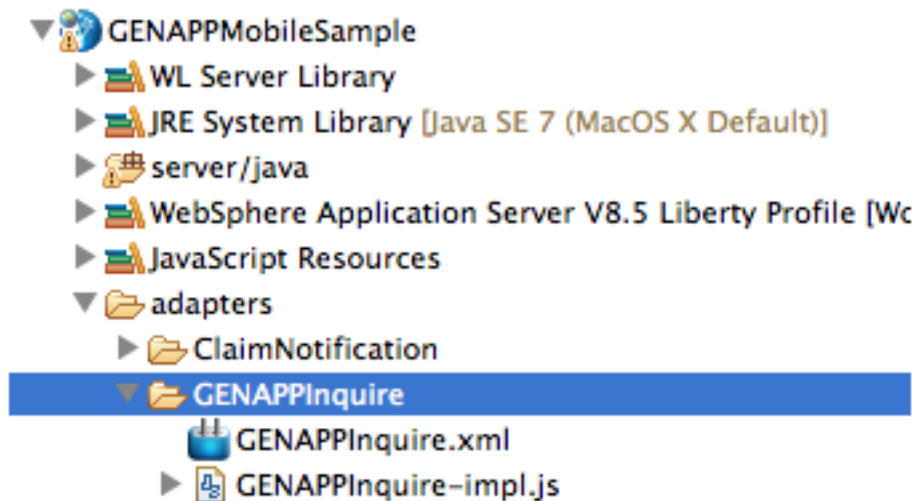 GENAPPMobileSample
WL Server Library
JRE System Library [Java SE 7 (MacOS X Default)]
server/java
WebSphere Application Server V8.5 Liberty Profile [Wo
JavaScript Resources
adapters
ClaimNotification
GENAPPInquire
GENAPPInquire.xml
GENAPPInquire-impl.js